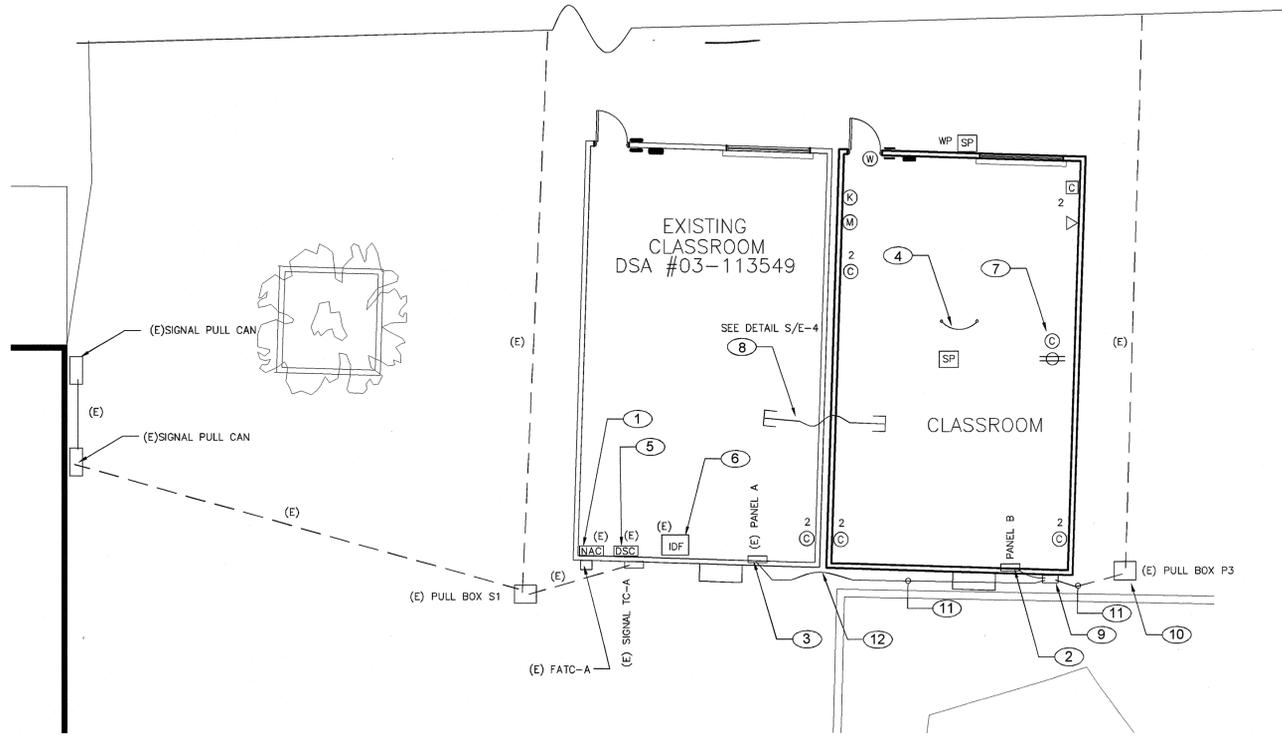 WP
SP
W
K
C
2
M
EXISTING
CLASSROOM
DSA #03-113549
2
C
4
7
(E)SIGNAL PULL CAN
SEE DETAIL S/E-4
C
(E)
(E)
8
SP
(E)
1
CLASSROOM
(E)SIGNAL PULL CAN
5
6
(E)
(E) PANEL A
PANEL B
2
2
2
(E)
(E)
(E)
C
C
C
NAC
DSC
IDF
(E)
(E) PULL BOX S1
(E) PULL BOX P3
(E) SIGNAL TC-A
11
11
3
12
9
10
2
(E) FATC-A